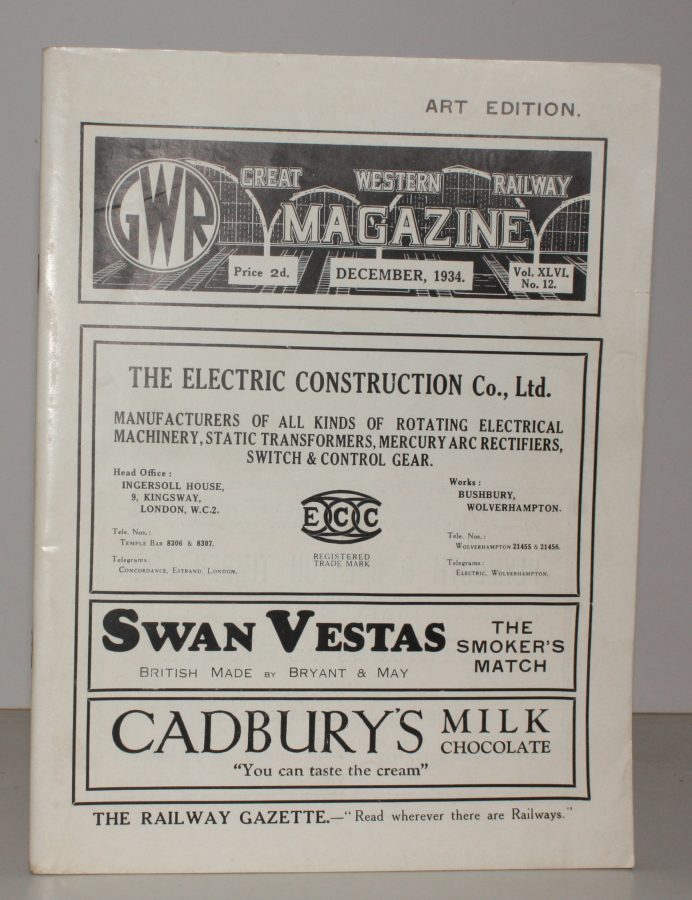 ART EDITION.
GWR
GREAT WESTERN RAILWAY
MAGAZINE
Price 2d.
DECEMBER, 1934.
Vol. XLVI.
No. 12.
THE ELECTRIC CONSTRUCTION Co., Ltd.
MANUFACTURERS OF ALL KINDS OF ROTATING ELECTRICAL
MACHINERY, STATIC TRANSFORMERS, MERCURY ARC RECTIFIERS,
SWITCH & CONTROL GEAR.
Head Office :
INGERSOLL HOUSE,
9, KINGSWAY,
LONDON, W.C.2.
Tele. Nos.:
TEMPLE BAR 8306 & 8307.
Telegrams:
CONCORDANCE, ESTRAND, LONDON.
ECC
REGISTERED
TRADE MARK
Works :
BUSHBURY,
WOLVERHAMPTON.
Tele. Nos.:
WOLVERHAMPTON 21455 & 21456.
Telegrams:
ELECTRIC, WOLVERHAMPTON.
SWAN VESTAS
BRITISH MADE BY BRYANT & MAY
THE
SMOKER'S
MATCH
CADBURY'S MILK
CHOCOLATE
"You can taste the cream"
THE RAILWAY GAZETTE.—"Read wherever there are Railways."